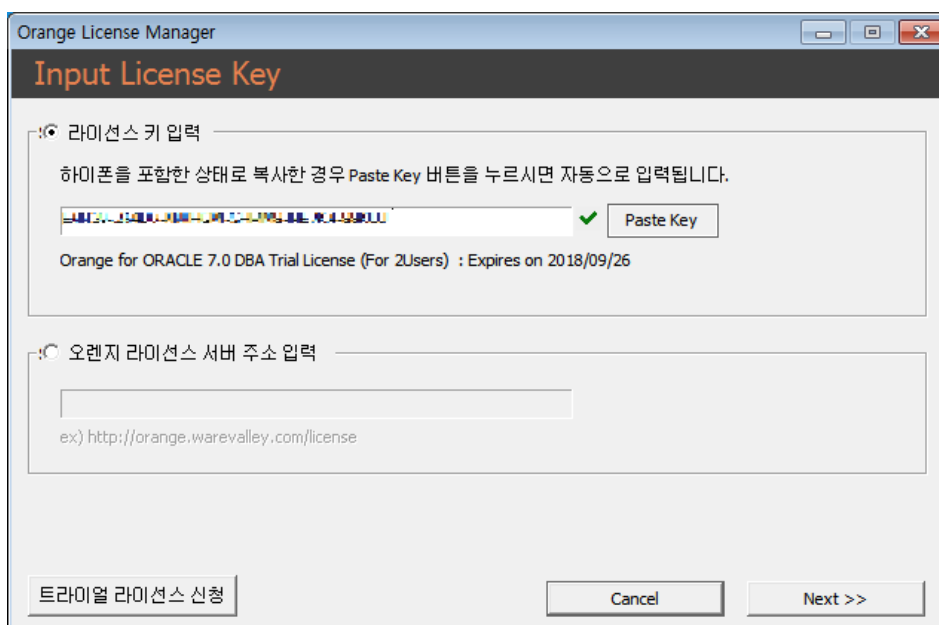 Orange License Manager
Input License Key
라이선스 키 입력
하이폰을 포함한 상태로 복사한 경우 Paste Key 버튼을 누르시면 자동으로 입력됩니다.
Paste Key
Orange for ORACLE 7.0 DBA Trial License (For 2Users) : Expires on 2018/09/26
오렌지 라이선스 서버 주소 입력
ex) http://orange.warevalley.com/license
트라이얼 라이선스 신청
Cancel
Next >>